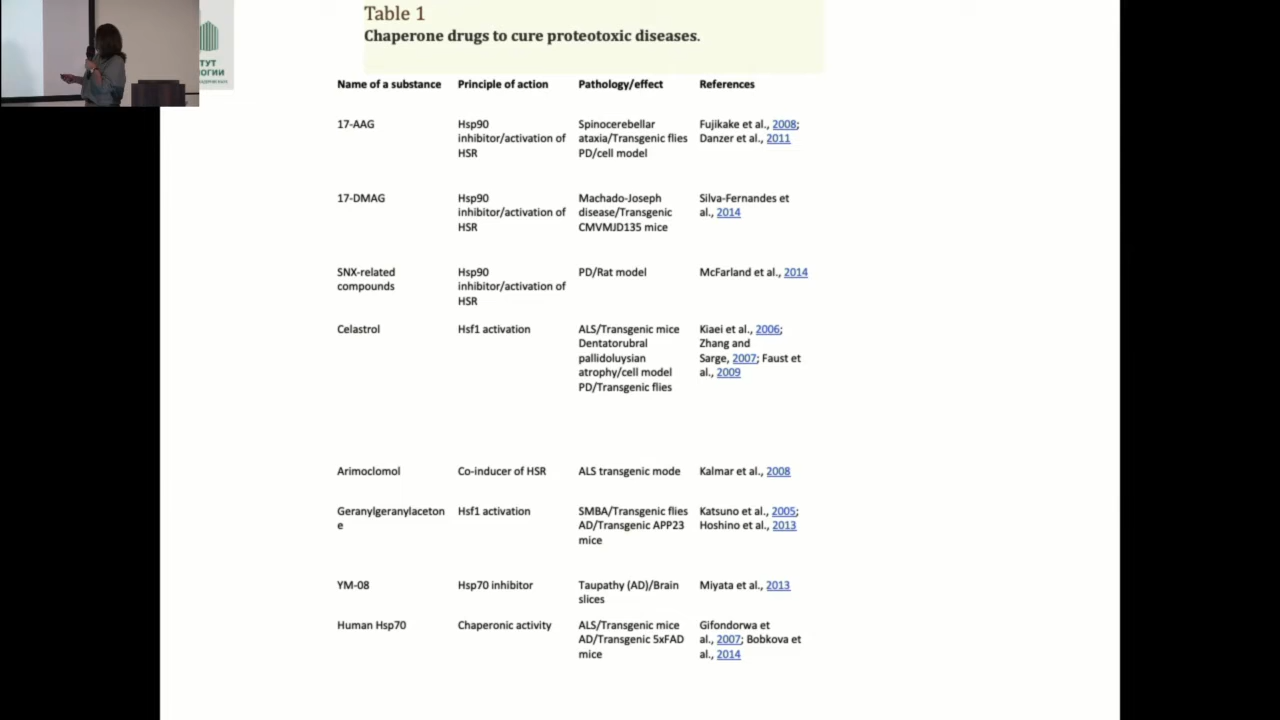 ТУТ
ОГИИ
Table 1
Chaperone drugs to cure proteotoxic diseases.
Name of a substance Principle of action Pathology/effect References
17-AAG Hsp90 Spinocerebellar Fujikake et al., 2008;
inhibitor/activation of ataxia/Transgenic flies Danzer et al., 2011
HSR PD/cell model
17-DMAG Hsp90 Machado-Joseph Silva-Fernandes et
inhibitor/activation of disease/Transgenic al., 2014
HSR CMVMJD135 mice
SNX-related Hsp90 PD/Rat model McFarland et al., 2014
compounds inhibitor/activation of
HSR
Celastrol Hsf1 activation ALS/Transgenic mice Kiaei et al., 2006;
Dentatorubral Zhang and
pallidoluysian Sarge, 2007; Faust et
atrophy/cell model al., 2009
PD/Transgenic flies
Arimoclomol Co-inducer of HSR ALS transgenic mode Kalmar et al., 2008
Geranylgeranylaceton Hsf1 activation SMBA/Transgenic flies Katsuno et al., 2005;
e AD/Transgenic APP23 Hoshino et al., 2013
mice
YM-08 Hsp70 inhibitor Taupathy (AD)/Brain Miyata et al., 2013
slices
Human Hsp70 Chaperonic activity ALS/Transgenic mice Gifondorwa et
AD/Transgenic 5xFAD al., 2007; Bobkova et
mice al., 2014